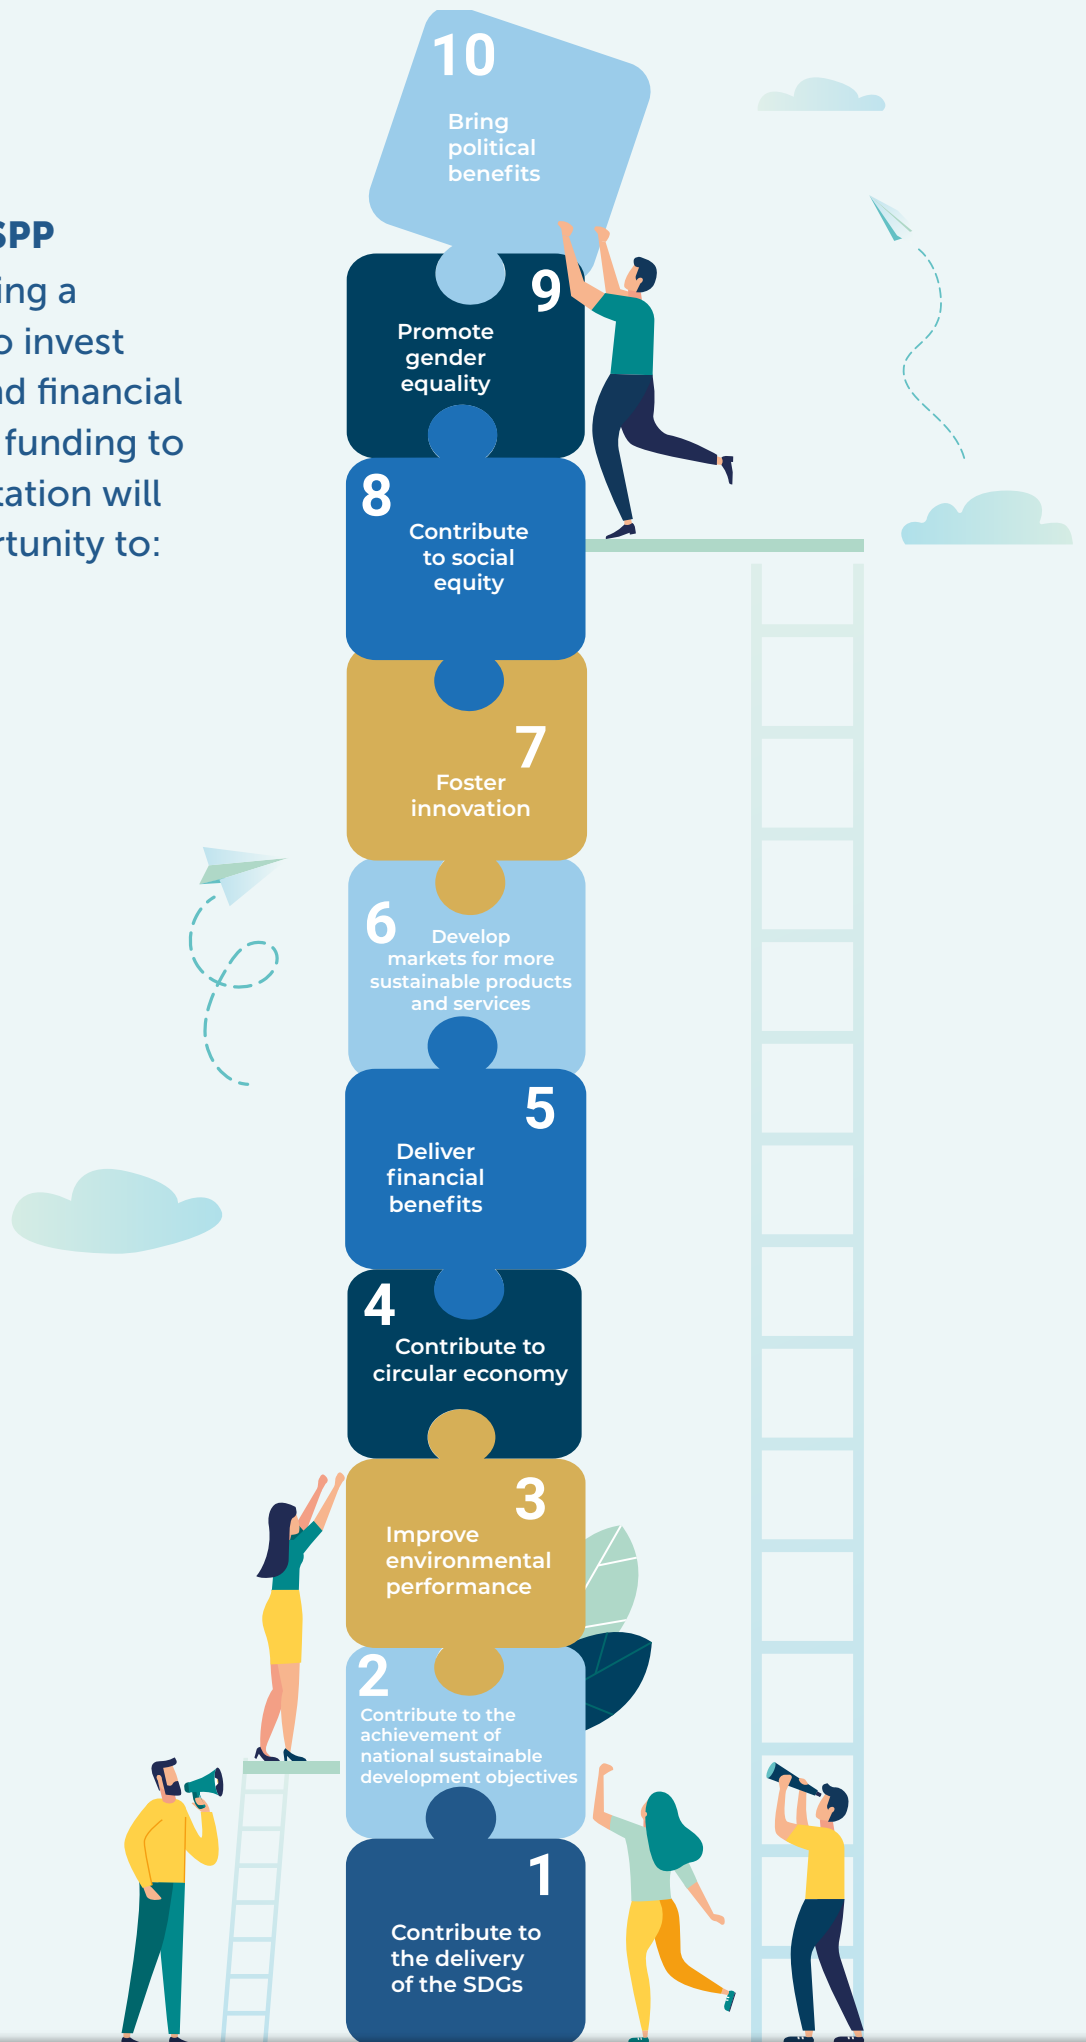 SPP
ing a
o invest
nd financial
funding to
tation will
rtunity to:
10
Bring
political
benefits
9
Promote
gender
equality
8
Contribute
to social
equity
7
Foster
innovation
6
Develop
markets for more
sustainable products
and services
5
Deliver
financial
benefits
4
Contribute to
circular economy
3
Improve
environmental
performance
2
Contribute to the
achievement of
national sustainable
development objectives
1
Contribute to
the delivery
of the SDGs